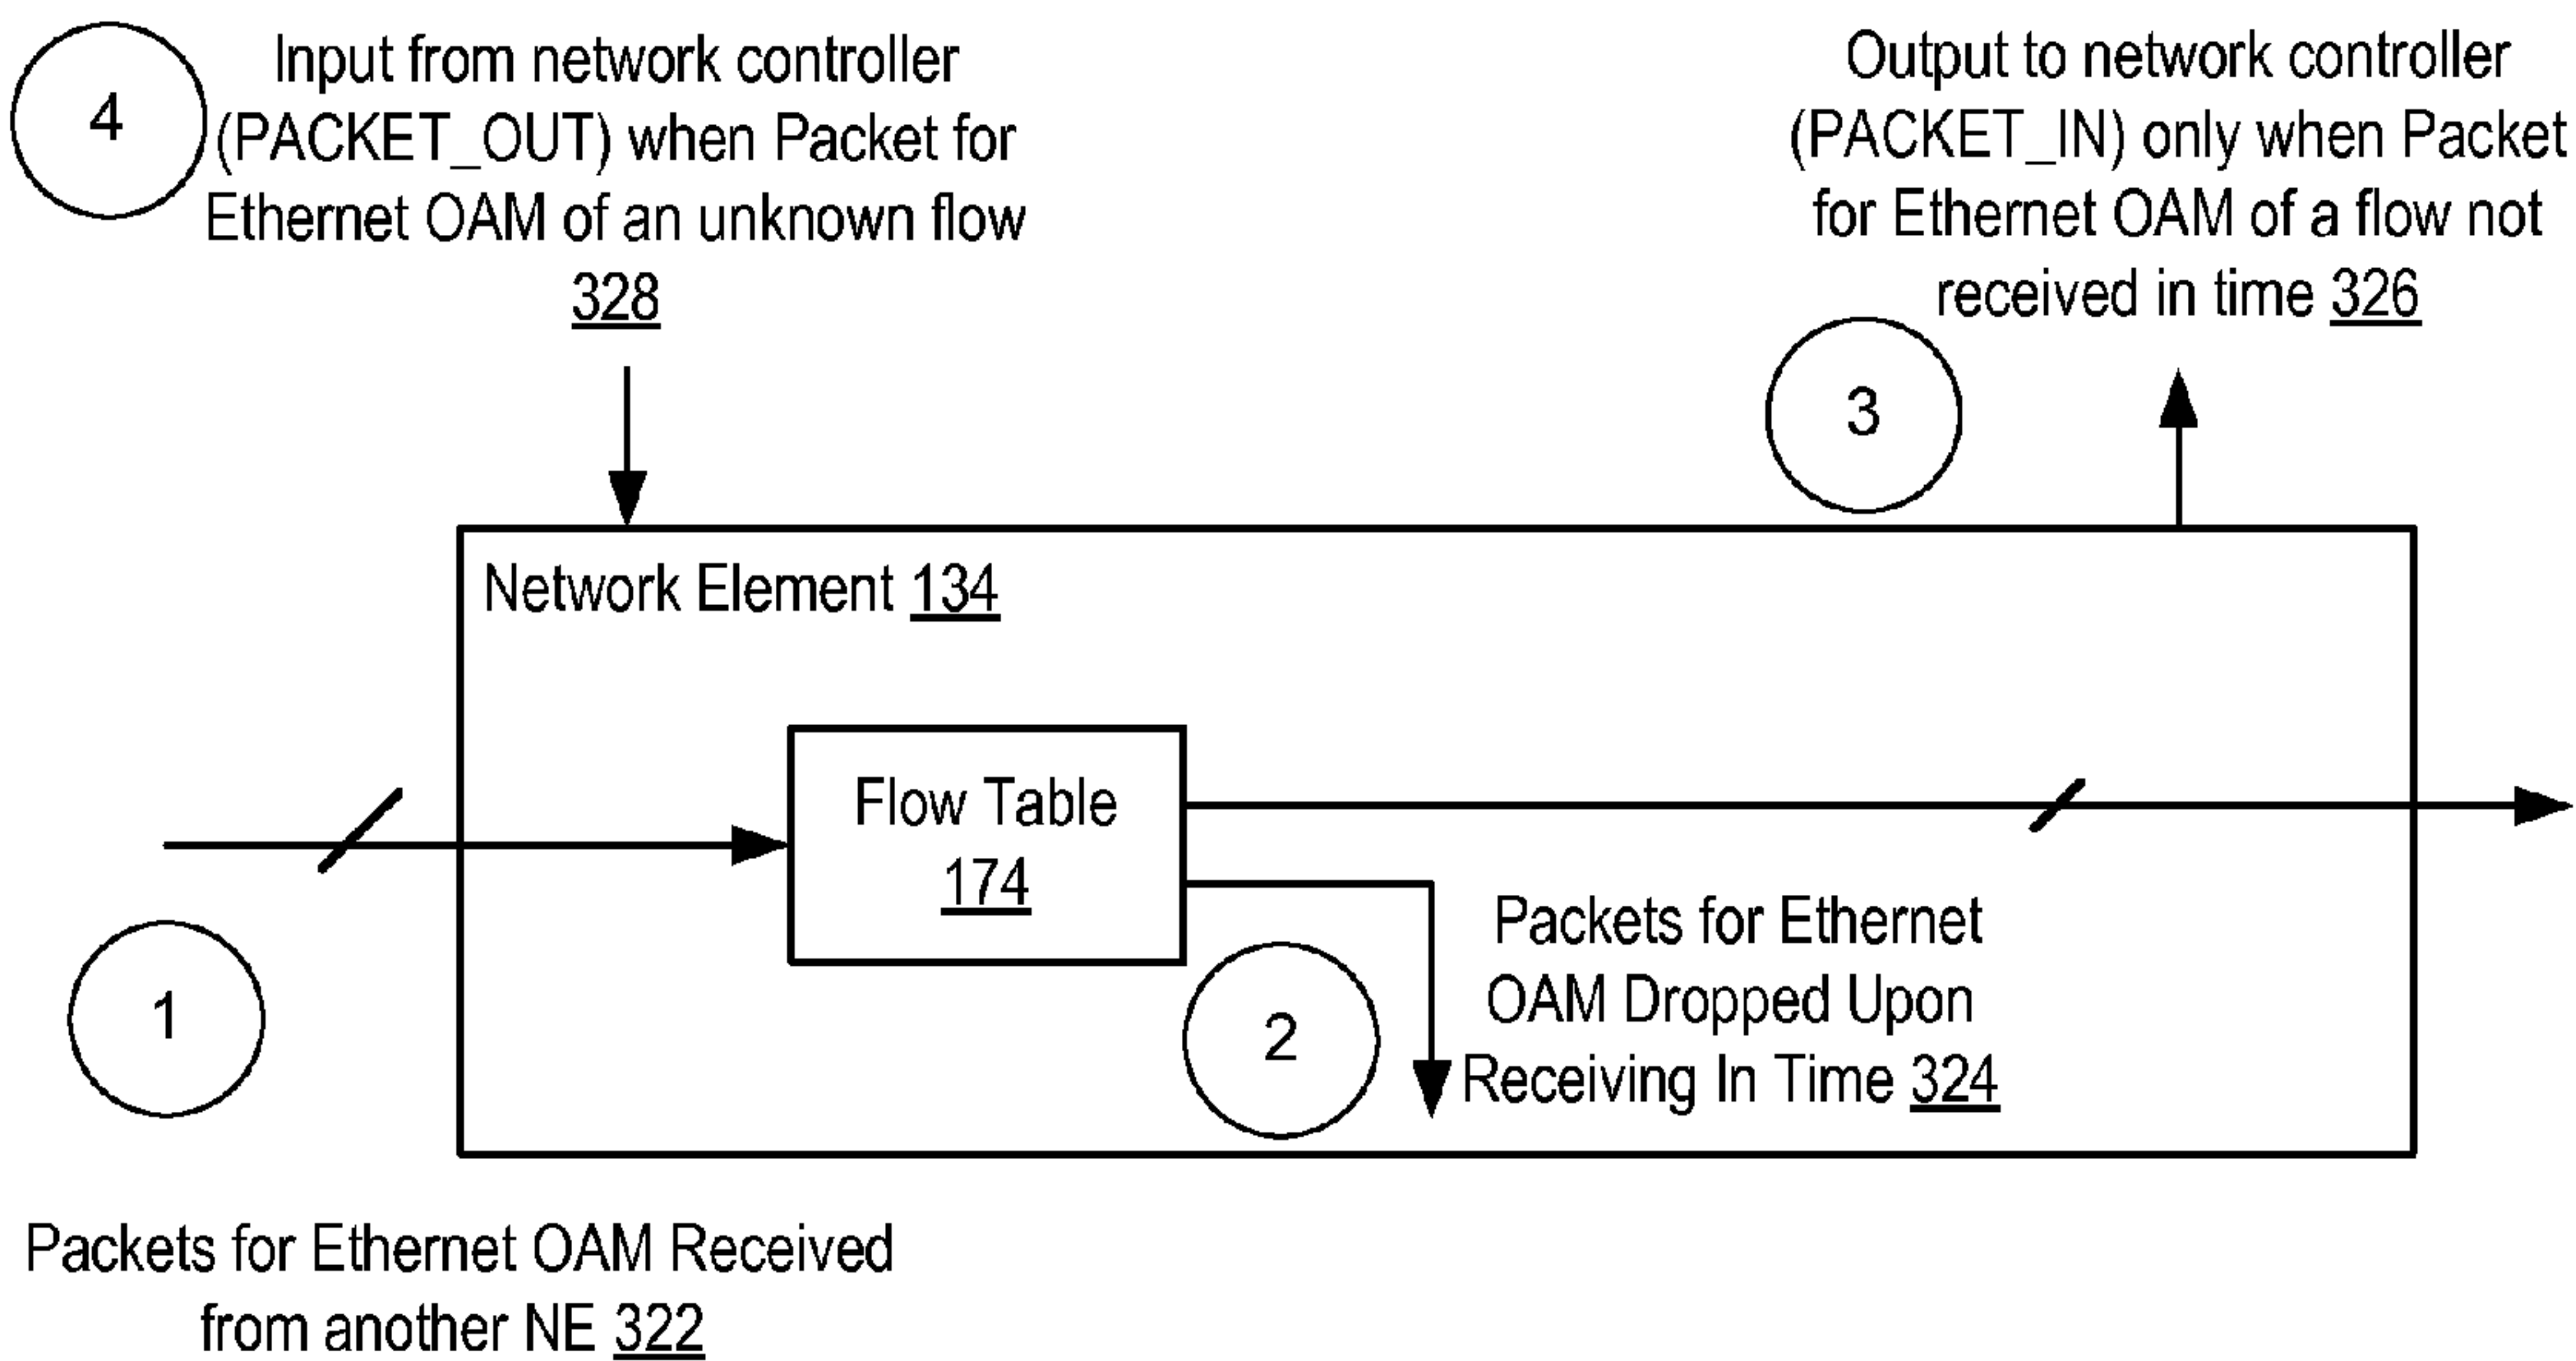 4
Input from network controller
(PACKET_OUT) when Packet for
Ethernet OAM of an unknown flow
328
Output to network controller
(PACKET_IN) only when Packet
for Ethernet OAM of a flow not
received in time 326
3
Network Element 134
Flow Table
174
1
2
Packets for Ethernet
OAM Dropped Upon
Receiving In Time 324
Packets for Ethernet OAM Received
from another NE 322